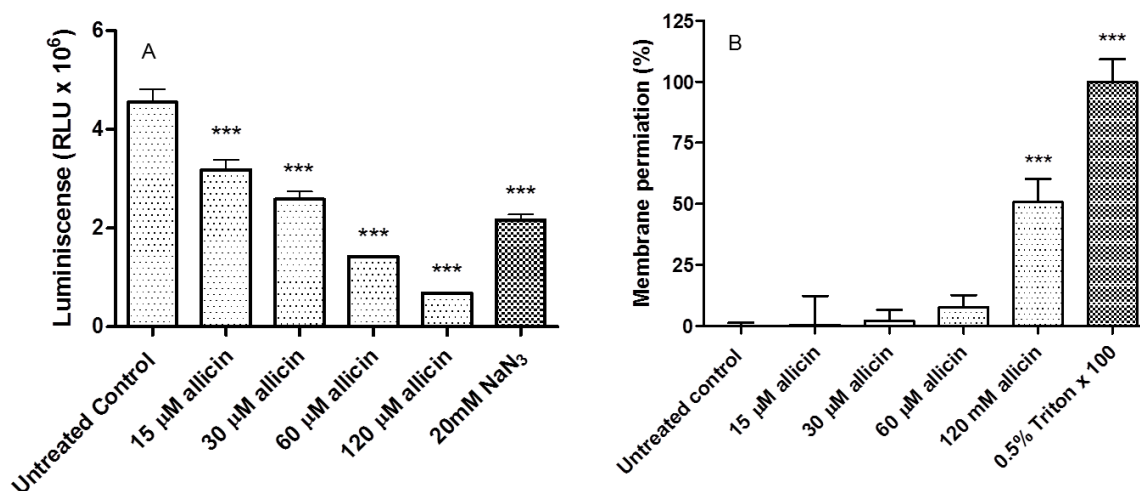 A
Luminiscense (RLU x 10⁶)
6
4
2
0
***
***
***
***
***
Untreated Control
15 µM allicin
30 µM allicin
60 µM allicin
120 µM allicin
20mM NaN₃
B
Membrane permiation (%)
125
100
75
50
25
0
***
***
Untreated control
15 µM allicin
30 µM allicin
60 µM allicin
120 mM allicin
0.5% Triton x 100